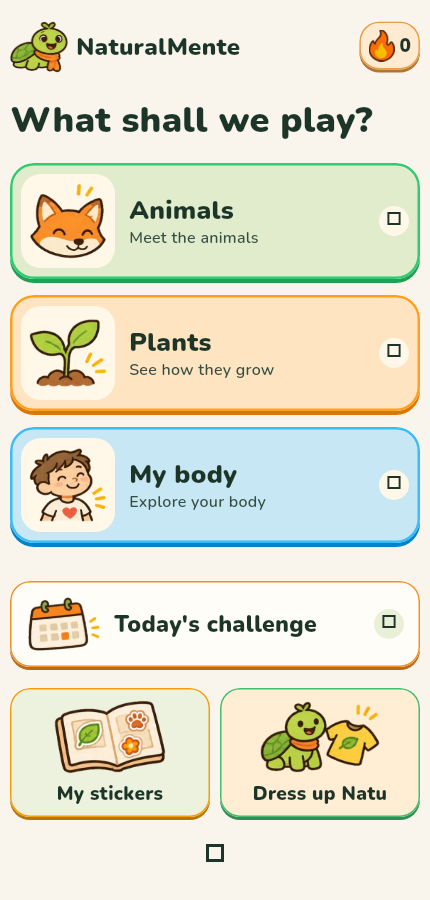 NaturalMente
0
What shall we play?
Animals
Meet the animals
Plants
See how they grow
My body
Explore your body
Today's challenge
My stickers
Dress up Natu